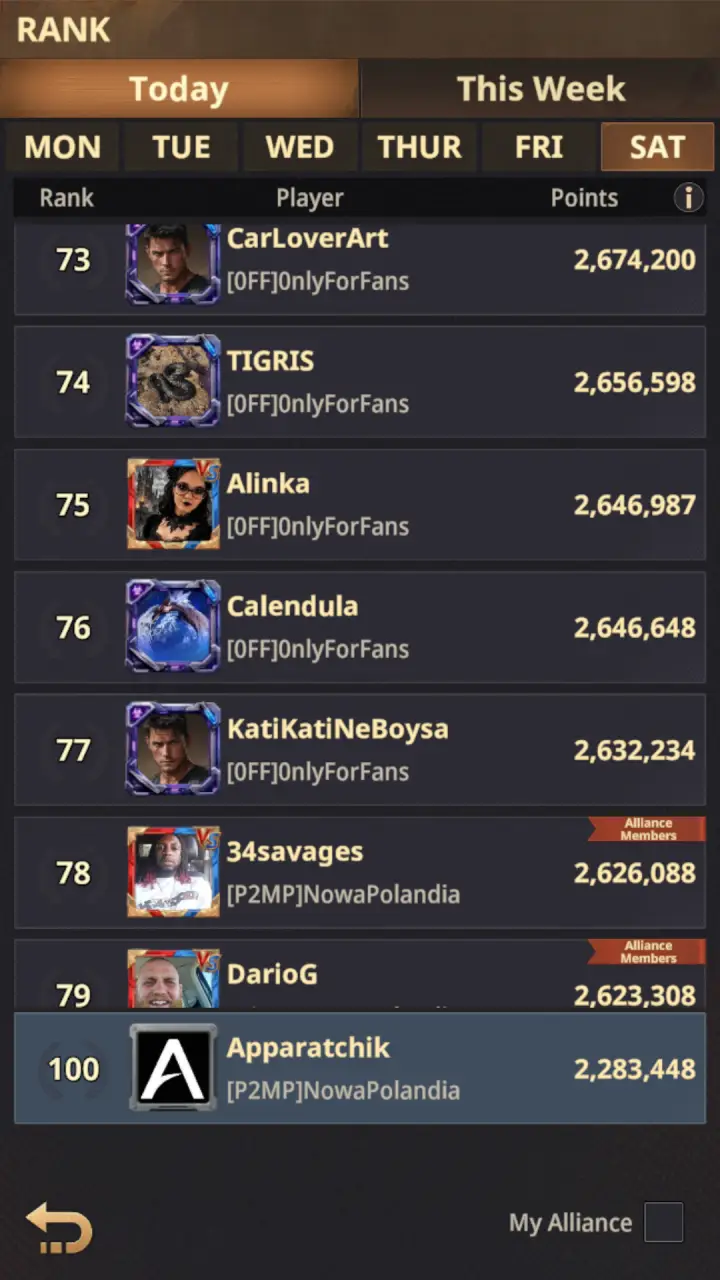 RANK
Today This Week
MON TUE WED THUR FRI SAT
Rank Player Points i
CarLoverArt
73 2,674,200
[0FF]0nlyForFans
TIGRIS
74 2,656,598
[0FF]0nlyForFans
Alinka
75 2,646,987
[0FF]0nlyForFans
Calendula
76 2,646,648
[0FF]0nlyForFans
KatiKatiNeBoysa
77 2,632,234
[0FF]0nlyForFans
Alliance
Members
34savages
78 2,626,088
[P2MP]NowaPolandia
Alliance
Members
DarioG
79 2,623,308
Apparatchik
100 2,283,448
[P2MP]NowaPolandia
My Alliance